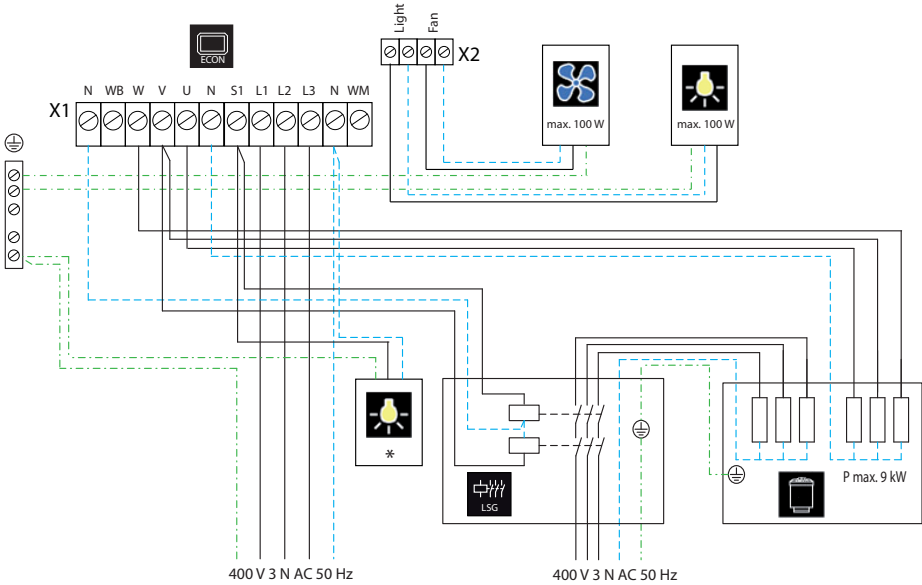 Light
Fan
X2
ECON
N WB W V U N S1 L1 L2 L3 N WM
X1
max. 100 W
max. 100 W
*
LSG
P max. 9 kW
400 V 3 N AC 50 Hz
400 V 3 N AC 50 Hz